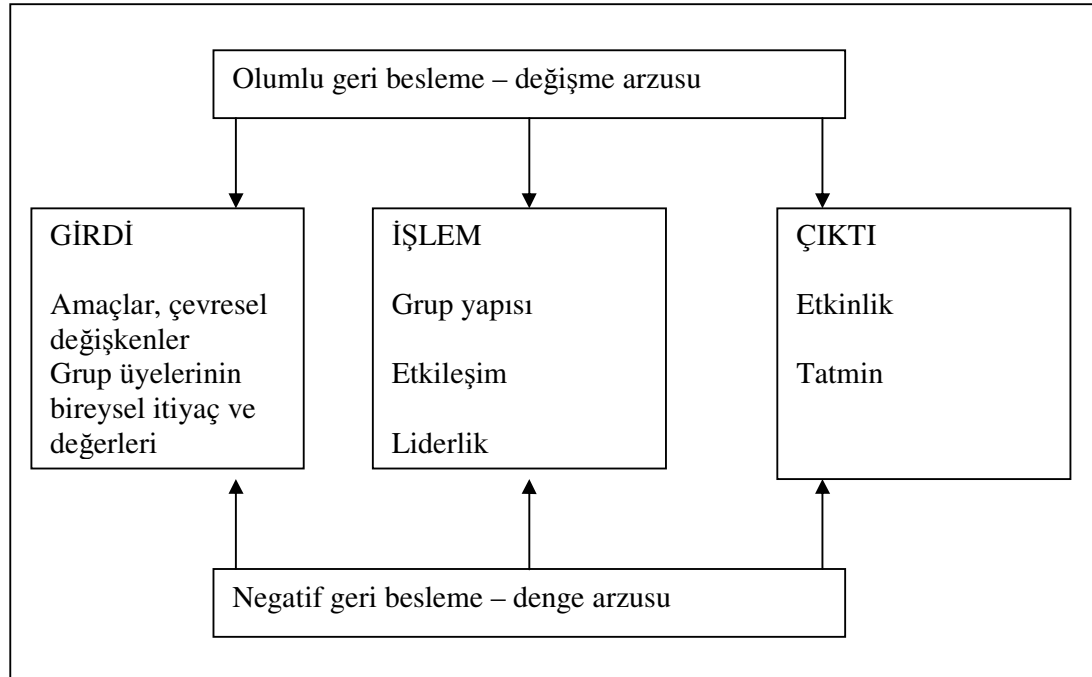 Olumlu geri besleme – değişme arzusu
GİRDİ
Amaçlar, çevresel
değişkenler
Grup üyelerinin
bireysel itiyaç ve
değerleri
İŞLEM
Grup yapısı
Etkileşim
Liderlik
ÇIKTI
Etkinlik
Tatmin
Negatif geri besleme – denge arzusu